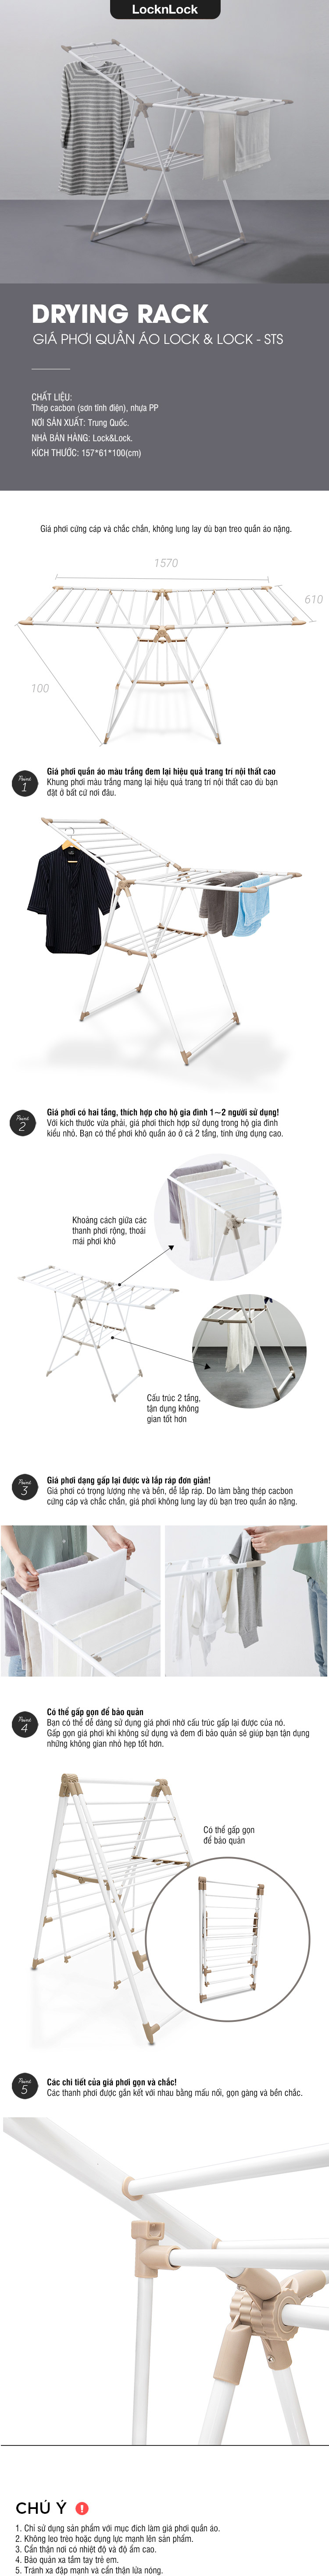 LocknLock
DRYING RACK
GIÁ PHƠI QUẦN ÁO LOCK & LOCK - STS
CHẤT LIỆU:
Thép cacbon (sơn tĩnh điện), nhựa PP
NƠI SẢN XUẤT: Trung Quốc.
NHÀ BÁN HÀNG: Lock&Lock.
KÍCH THƯỚC: 157*61*100(cm)
Giá phơi cứng cáp và chắc chắn, không lung lay dù bạn treo quần áo nặng.
1570
610
100
Point
1
Giá phơi quần áo màu trắng đem lại hiệu quả trang trí nội thất cao
Khung phơi màu trắng mang lại hiệu quả trang trí nội thất cao dù bạn
đặt ở bất cứ nơi đâu.
Point
2
Giá phơi có hai tầng, thích hợp cho hộ gia đình 1~2 người sử dụng!
Với kích thước vừa phải, giá phơi thích hợp sử dụng trong hộ gia đình
kiểu nhỏ. Bạn có thể phơi khô quần áo ở cả 2 tầng, tính ứng dụng cao.
Khoảng cách giữa các
thanh phơi rộng, thoải
mái phơi khô
Cấu trúc 2 tầng,
tận dụng không
gian tốt hơn
Point
3
Giá phơi dạng gấp lại được và lắp ráp đơn giản!
Giá phơi có trọng lượng nhẹ và bền, dễ lắp ráp. Do làm bằng thép cacbon
cứng cáp và chắc chắn, giá phơi không lung lay dù bạn treo quần áo nặng.
Point
4
Có thể gấp gọn để bảo quản
Bạn có thể dễ dàng sử dụng giá phơi nhờ cấu trúc gấp lại được của nó.
Gấp gọn giá phơi khi không sử dụng và đem đi bảo quản sẽ giúp bạn tận dụng
những không gian nhỏ hẹp tốt hơn.
Có thể gấp gọn
để bảo quản
Point
5
Các chi tiết của giá phơi gọn và chắc!
Các thanh phơi được gắn kết với nhau bằng mấu nối, gọn gàng và bền chắc.
CHÚ Ý !
1. Chỉ sử dụng sản phẩm với mục đích làm giá phơi quần áo.
2. Không leo trèo hoặc dụng lực mạnh lên sản phẩm.
3. Cẩn thận nơi có nhiệt độ và độ ẩm cao.
4. Bảo quản xa tầm tay trẻ em.
5. Tránh xa đập mạnh và cẩn thận lửa nóng.